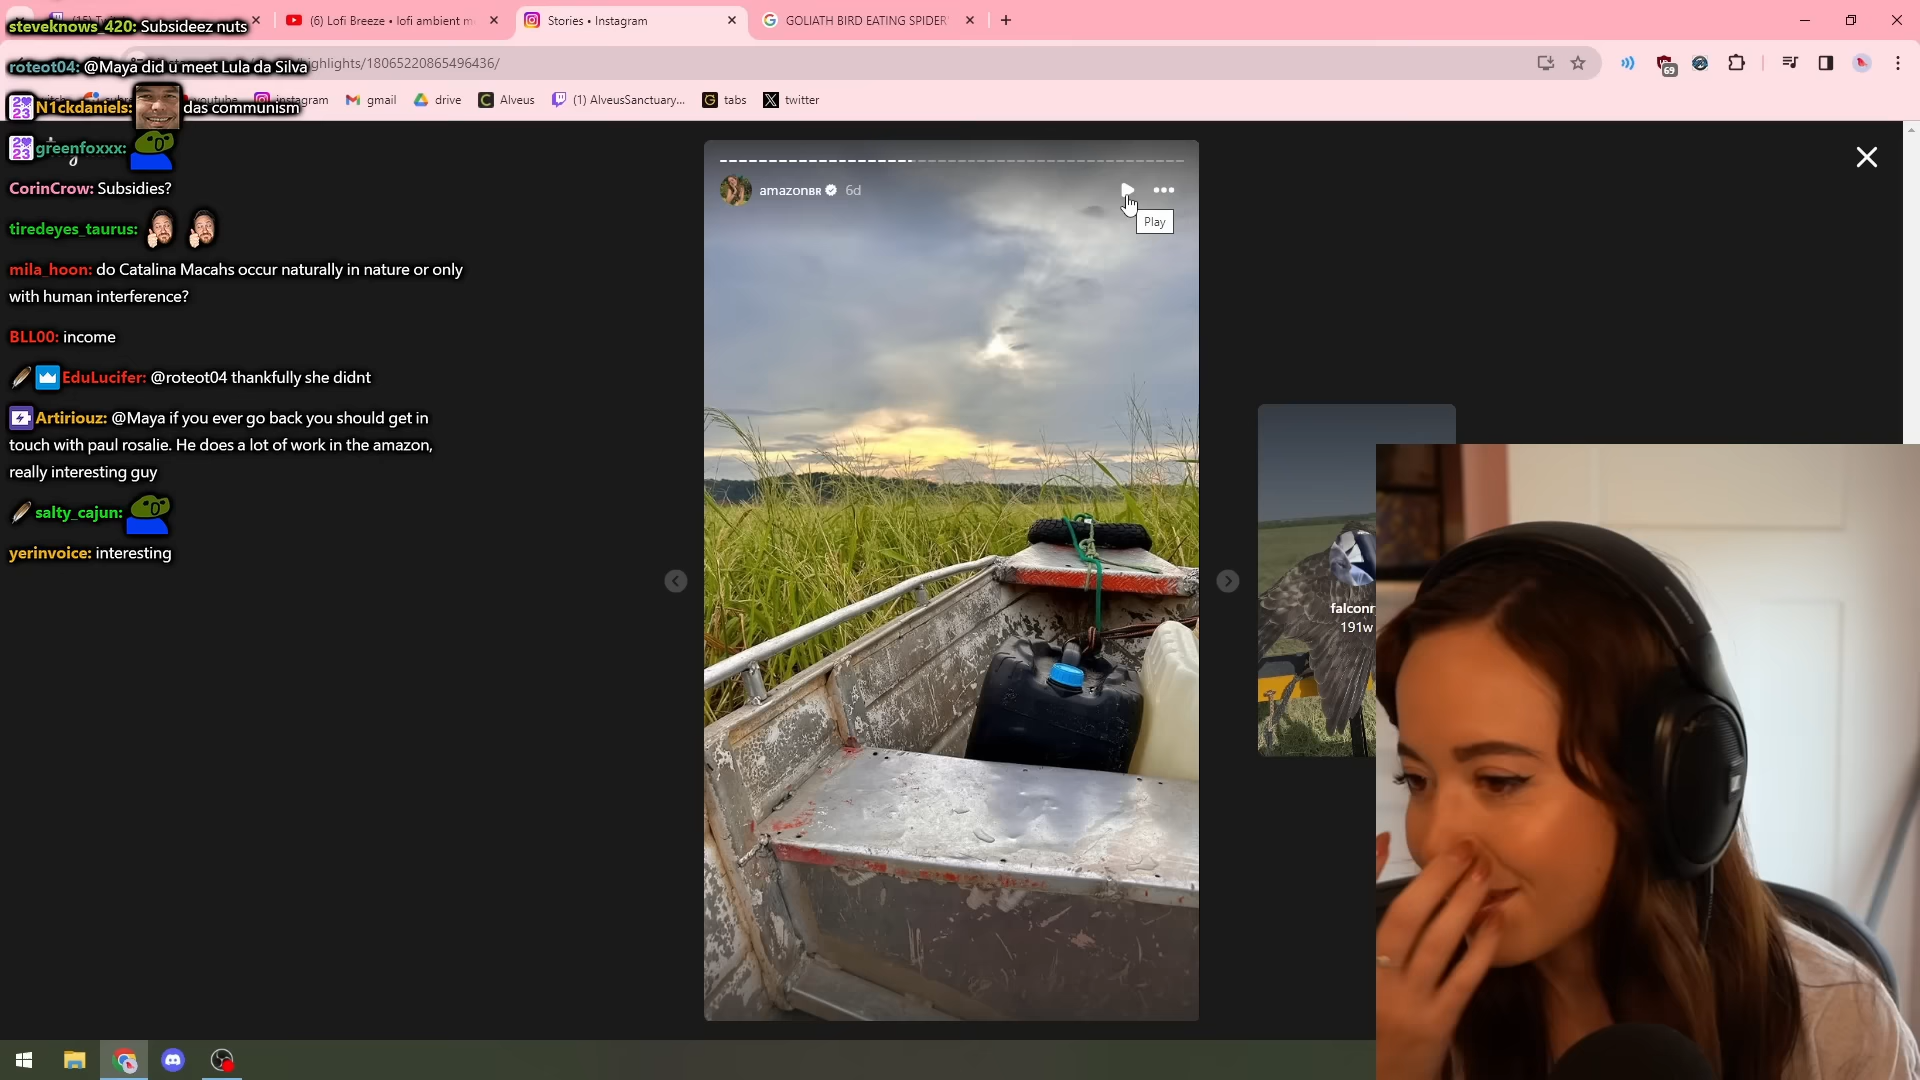 (6) Lofi Breeze • lofi ambient m
Stories • Instagram
GOLIATH BIRD EATING SPIDER
ighlights/18065220865496436/
69
instagram
gmail
drive
Alveus
(1) AlveusSanctuary...
tabs
twitter
steveknows_420: Subsideez nuts
roteot04: @Maya did u meet Lula da Silva
N1ckdaniels: das communism
greenfoxxx:
CorinCrow: Subsidies?
tiredeyes_taurus:
mila_hoon: do Catalina Macahs occur naturally in nature or only
with human interference?
BLL00: income
EduLucifer: @roteot04 thankfully she didnt
Artiriouz: @Maya if you ever go back you should get in
touch with paul rosalie. He does a lot of work in the amazon,
really interesting guy
salty_cajun:
yerinvoice: interesting
amazonBR 6d
Play
falconr
191w